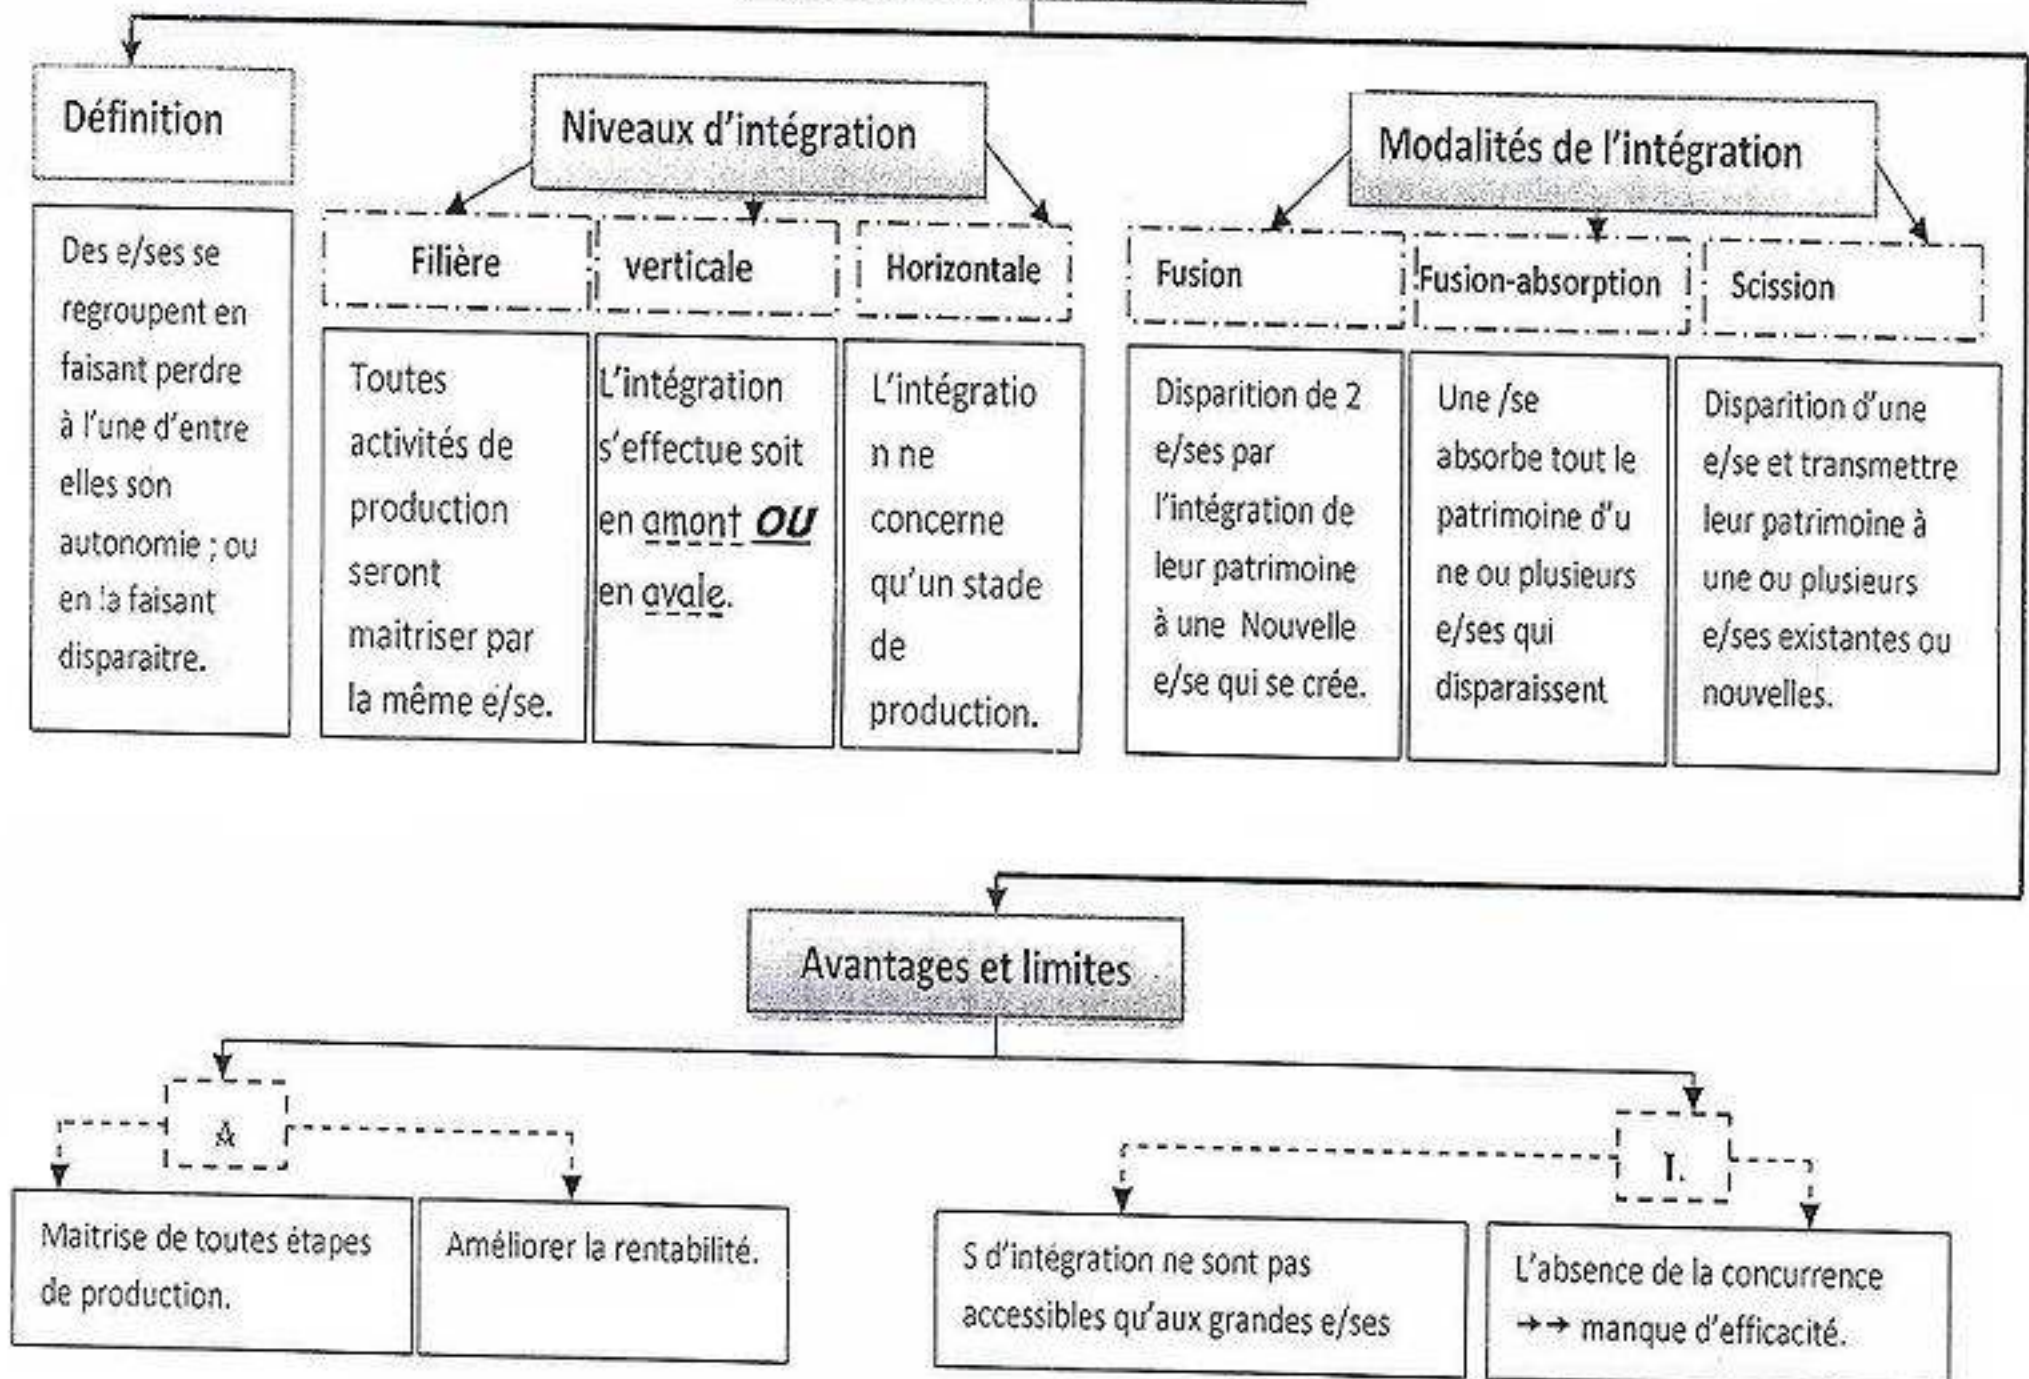 Définition
Des e/ses se
regroupent en
faisant perdre
à l'une d'entre
elles son
autonomie ; ou
en la faisant
disparaitre.
Niveaux d'intégration
Filière
Toutes
activités de
production
seront
maitriser par
la même e/se.
verticale
L'intégration
s'effectue soit
en amont OU
en avale.
Horizontale
L'intégratio
n ne
concerne
qu'un stade
de
production.
Modalités de l'intégration
Fusion
Disparition de 2
e/ses par
l'intégration de
leur patrimoine
à une Nouvelle
e/se qui se crée.
Fusion-absorption
Une /se
absorbe tout le
patrimoine d'u
ne ou plusieurs
e/ses qui
disparaissent
Scission
Disparition d'une
e/se et transmettre
leur patrimoine à
une ou plusieurs
e/ses existantes ou
nouvelles.
Avantages et limites
A
Maitrise de toutes étapes
de production.
Améliorer la rentabilité.
S d'intégration ne sont pas
accessibles qu'aux grandes e/ses
L'absence de la concurrence
→→ manque d'efficacité.